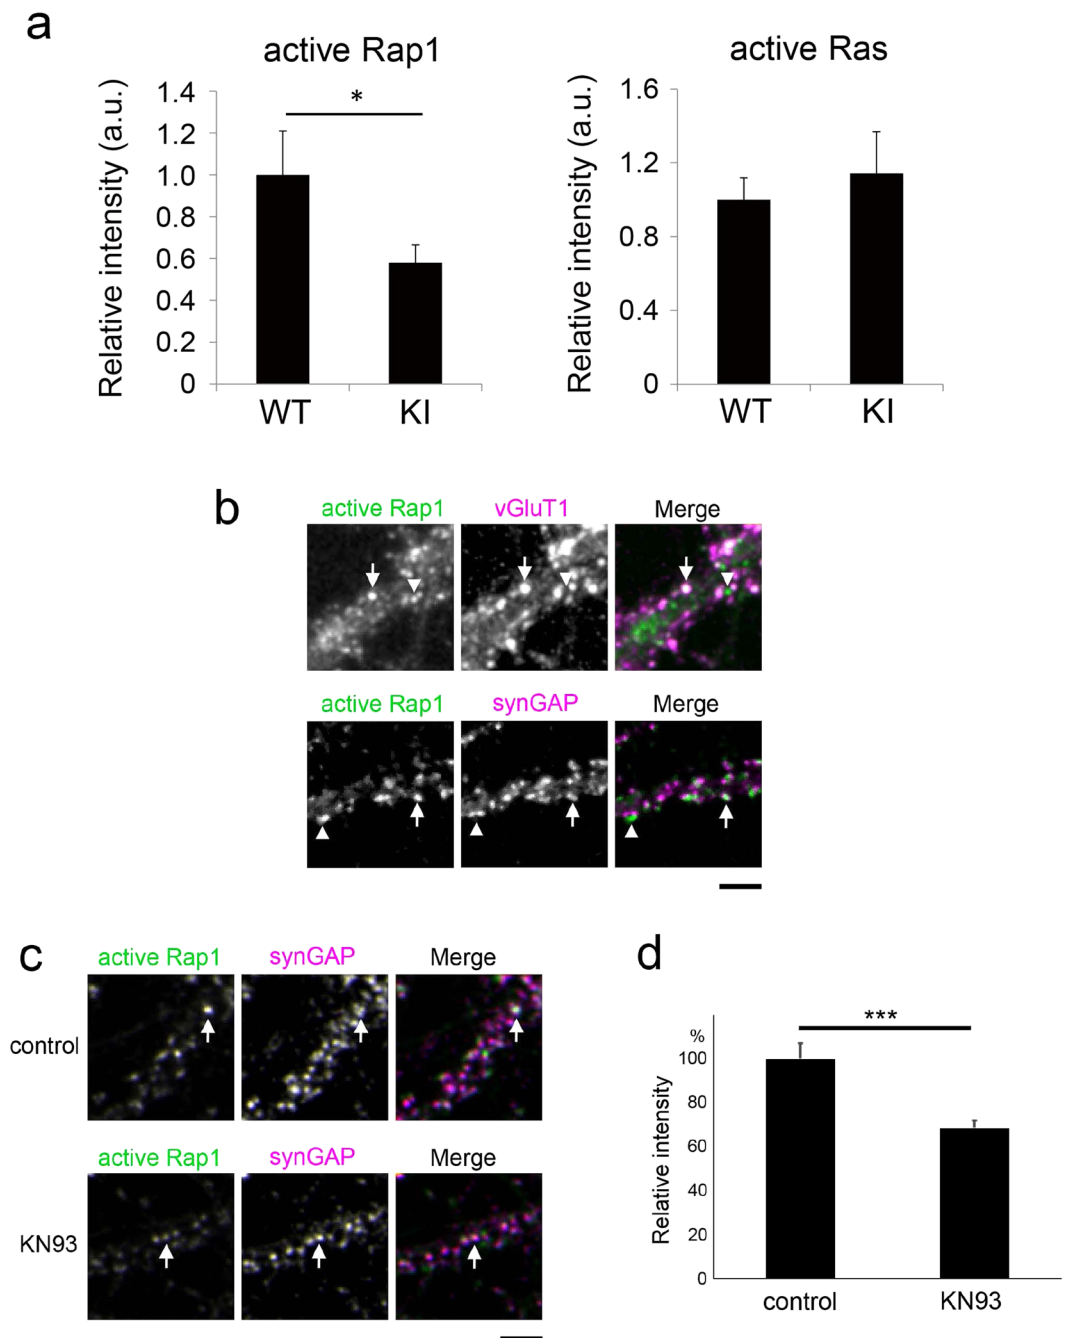 a
active Rap1
active Ras
Relative intensity (a.u.)
1.4
1.2
1.0
0.8
0.6
0.4
0.2
0
*
WT KI
Relative intensity (a.u.)
1.6
1.2
0.8
0.4
0
WT KI
b
active Rap1 vGluT1 Merge
active Rap1 synGAP Merge
c
active Rap1 synGAP Merge
control
active Rap1 synGAP Merge
KN93
d
%
Relative intensity
100
80
60
40
20
0
***
control KN93